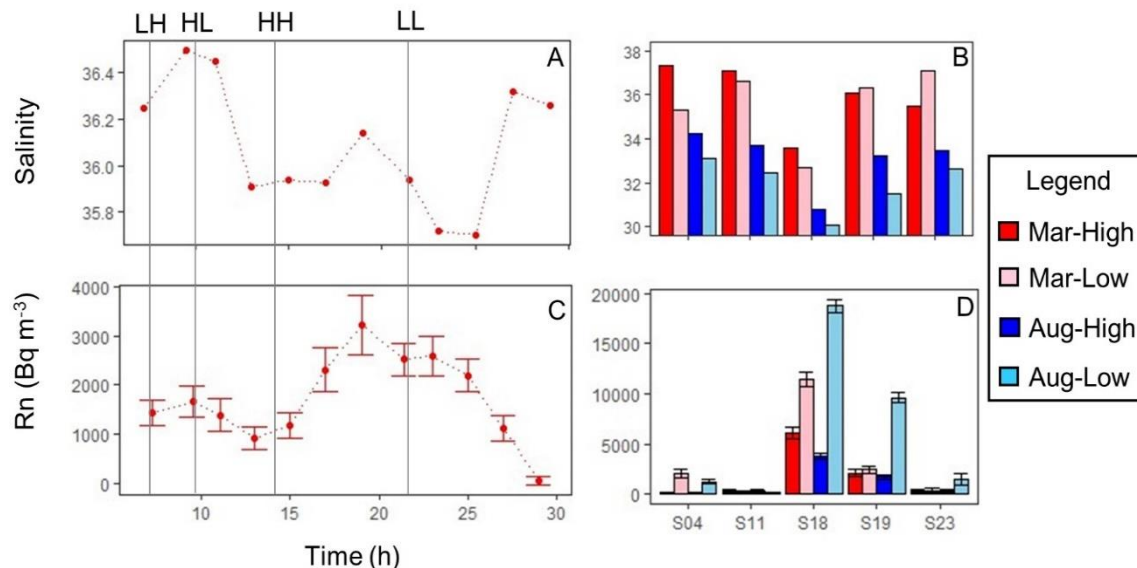 LH HL HH LL
A
Salinity
36.4
36.2
36.0
35.8
B
38
36
34
32
30
C
Rn (Bq m-3)
4000
3000
2000
1000
0
10 15 20 25 30
Time (h)
D
20000
15000
10000
5000
0
S04 S11 S18 S19 S23
Legend
Mar-High
Mar-Low
Aug-High
Aug-Low